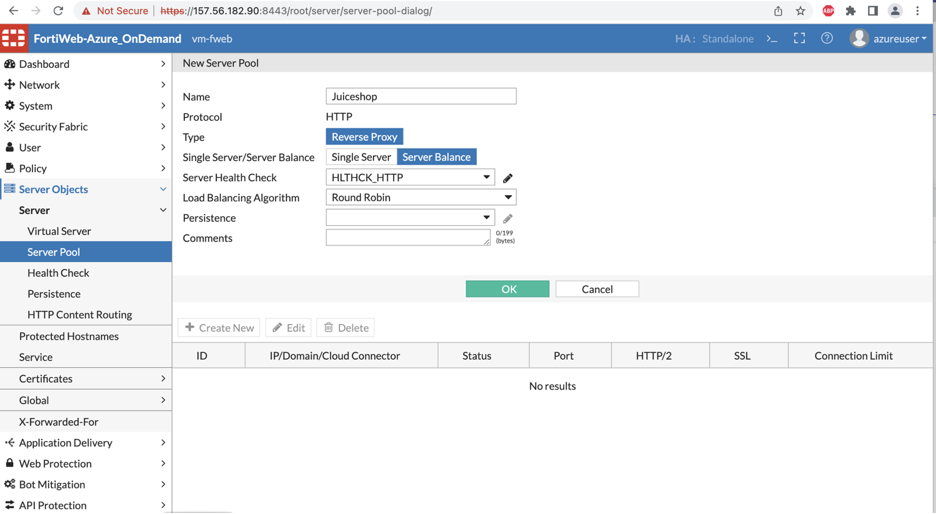 Not Secure | https://157.56.182.90:8443/root/server/server-pool-dialog/
ABP
FortiWeb-Azure_OnDemand vm-fweb HA: Standalone >_ azureuser
Dashboard
Network
System
Security Fabric
User
Policy
Server Objects
Server
Virtual Server
Server Pool
Health Check
Persistence
HTTP Content Routing
Protected Hostnames
Service
Certificates
Global
X-Forwarded-For
Application Delivery
Web Protection
Bot Mitigation
API Protection
New Server Pool
Name Juiceshop
Protocol HTTP
Type Reverse Proxy
Single Server/Server Balance Single Server Server Balance
Server Health Check HLTHCK_HTTP
Load Balancing Algorithm Round Robin
Persistence
Comments 0/199
(bytes)
OK Cancel
+ Create New Edit Delete
ID IP/Domain/Cloud Connector Status Port HTTP/2 SSL Connection Limit
No results